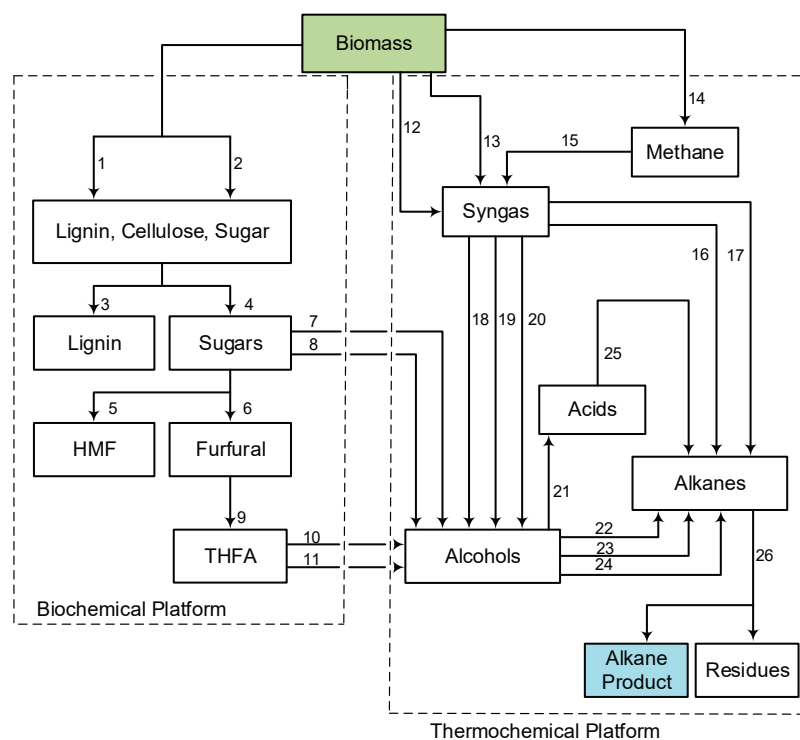 Biomass
14
12
13
15
Methane
1
2
Syngas
Lignin, Cellulose, Sugar
16
17
3
4
7
18
19
20
Lignin
Sugars
8
25
5
6
Acids
HMF
Furfural
Alkanes
21
9
22
10
23
THFA
11
Alcohols
24
26
Biochemical Platform
Alkane
Product
Residues
Thermochemical Platform